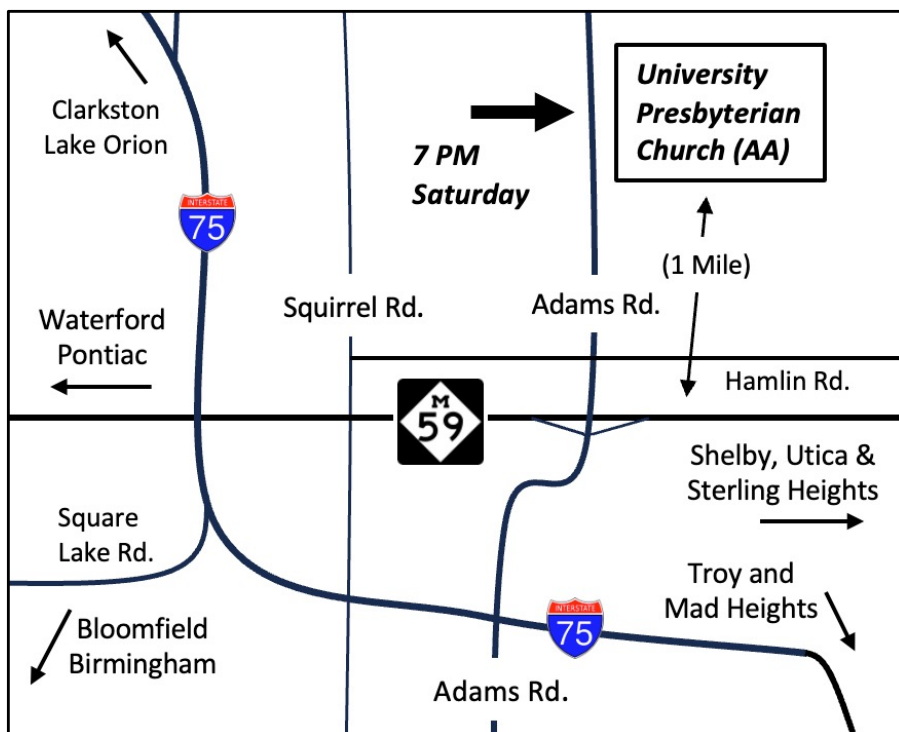 University
Presbyterian
Church (AA)
7 PM
Saturday
Clarkston
Lake Orion
INTERSTATE
75
(1 Mile)
Squirrel Rd.
Adams Rd.
Waterford
Pontiac
Hamlin Rd.
M
59
Shelby, Utica &
Sterling Heights
Square
Lake Rd.
Troy and
Mad Heights
INTERSTATE
75
Bloomfield
Birmingham
Adams Rd.